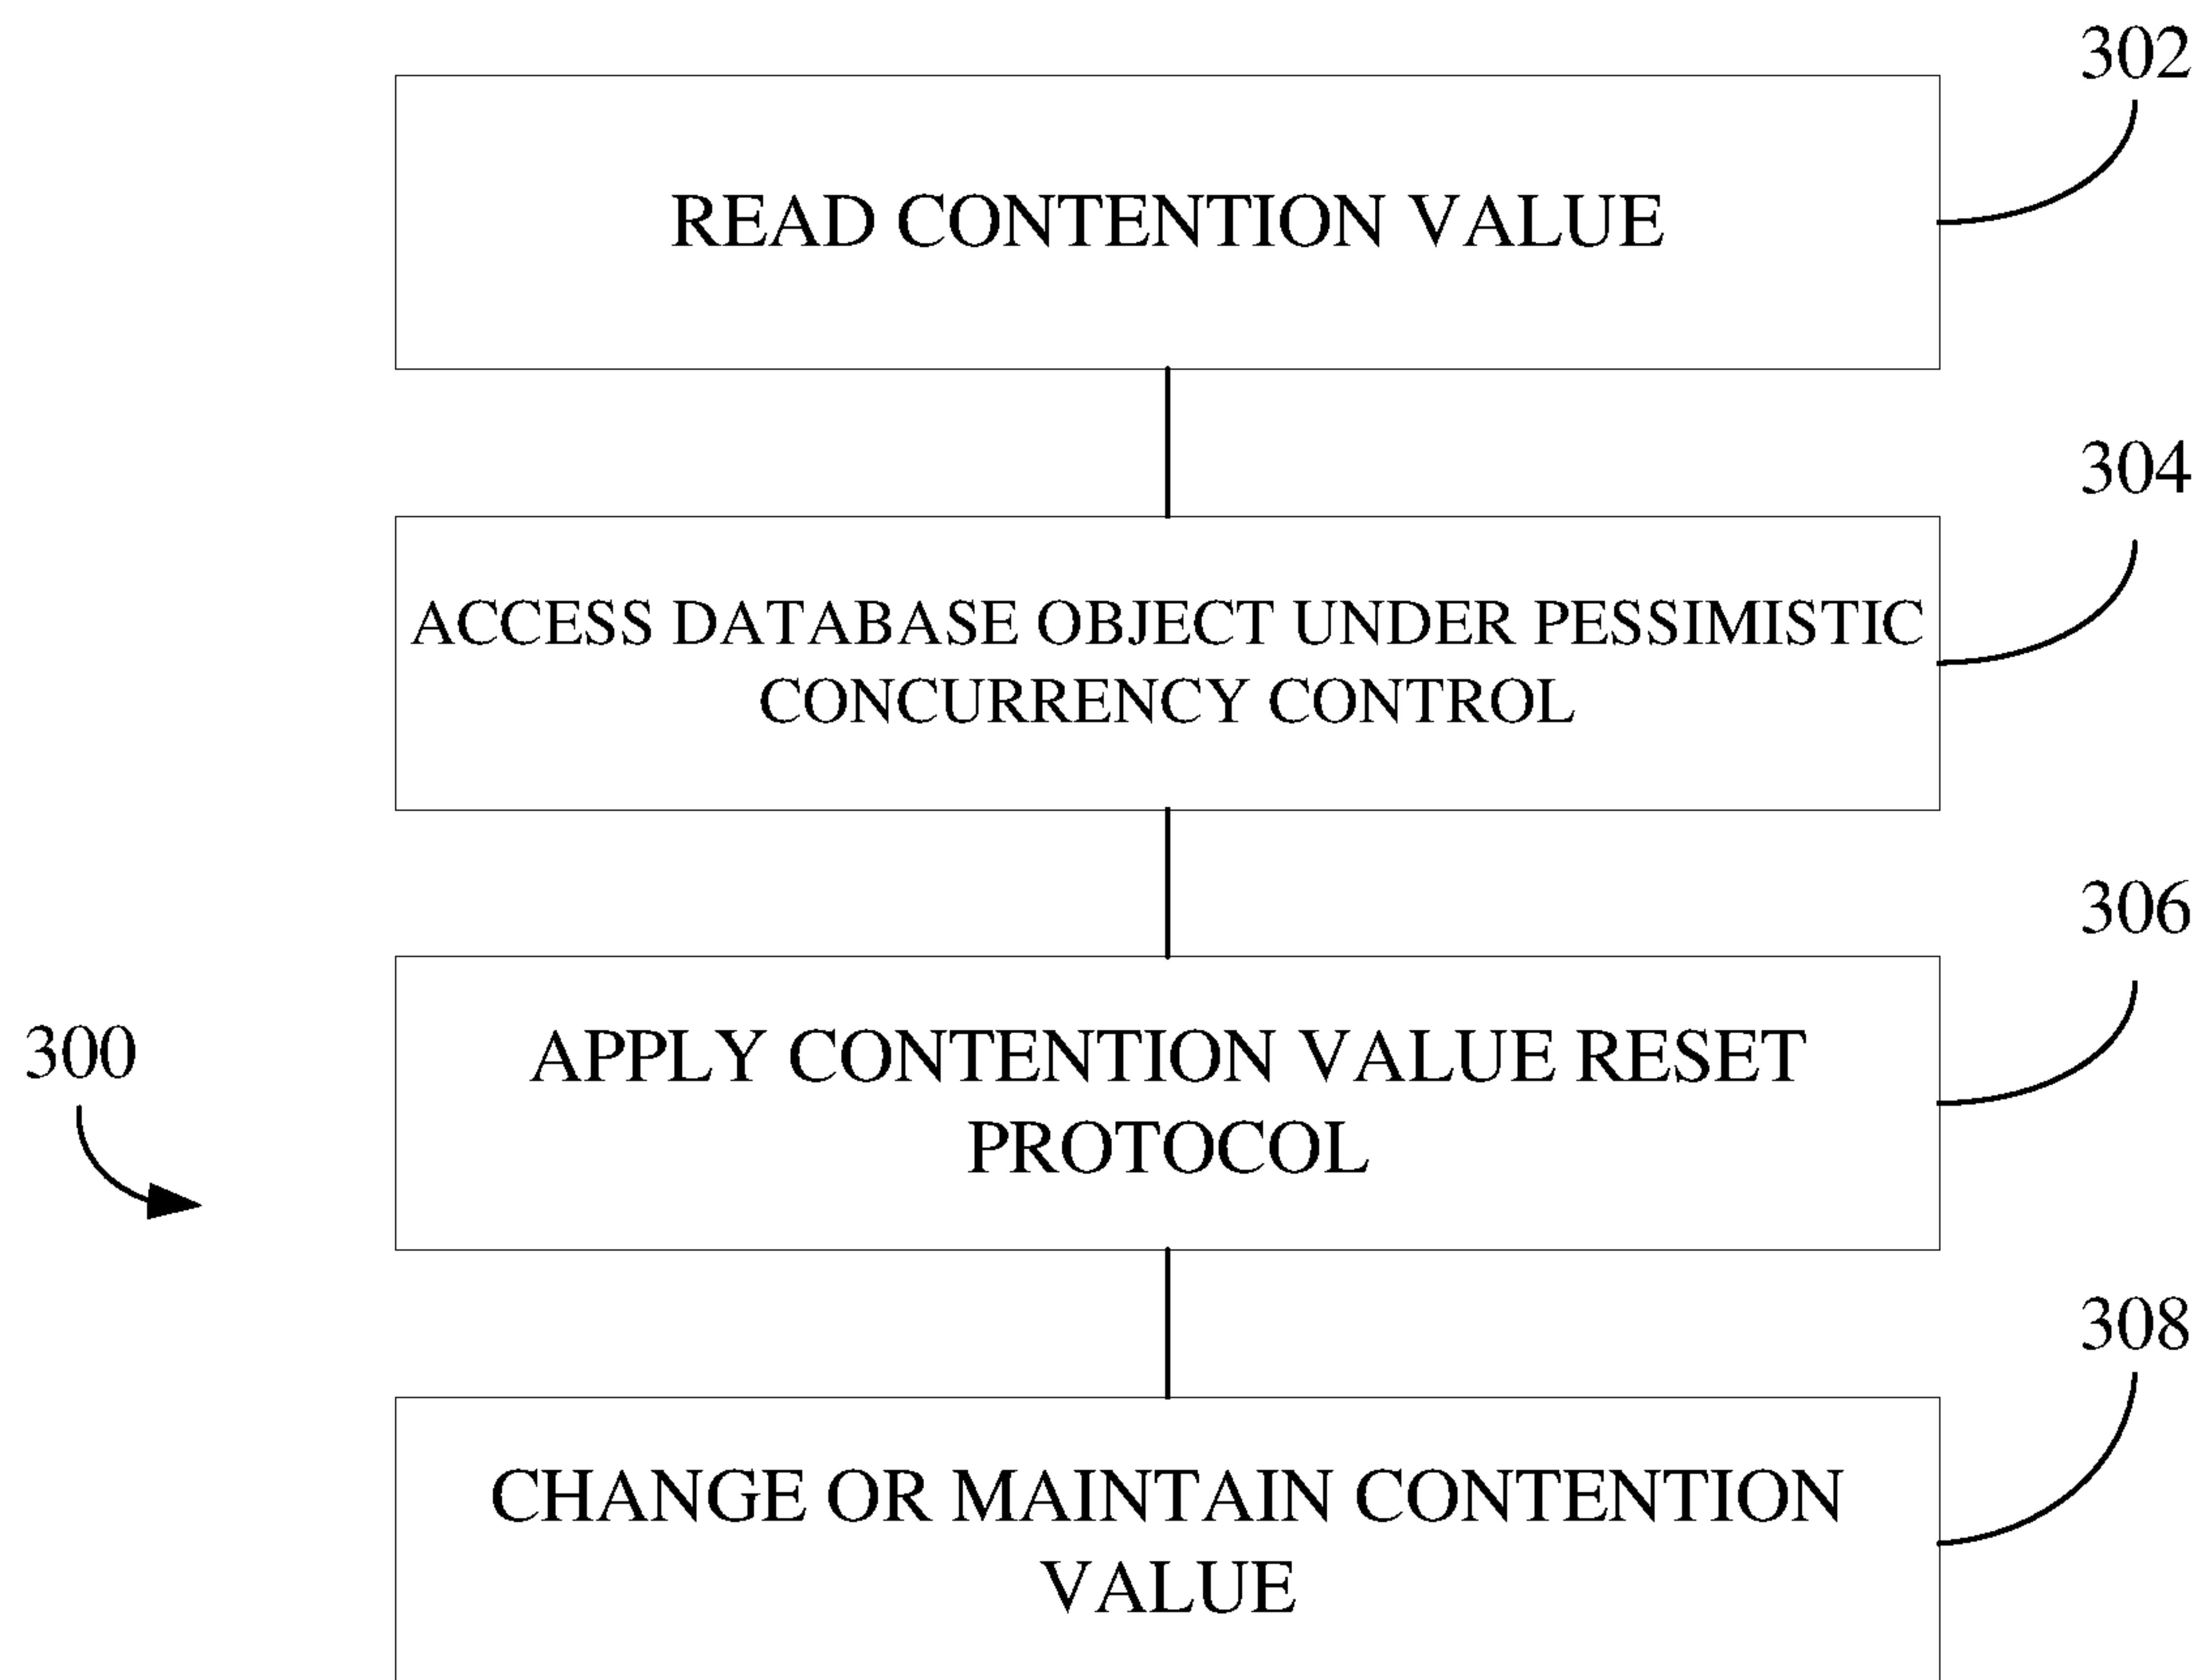 302
READ CONTENTION VALUE
304
ACCESS DATABASE OBJECT UNDER PESSIMISTIC
CONCURRENCY CONTROL
306
300
APPLY CONTENTION VALUE RESET
PROTOCOL
308
CHANGE OR MAINTAIN CONTENTION
VALUE